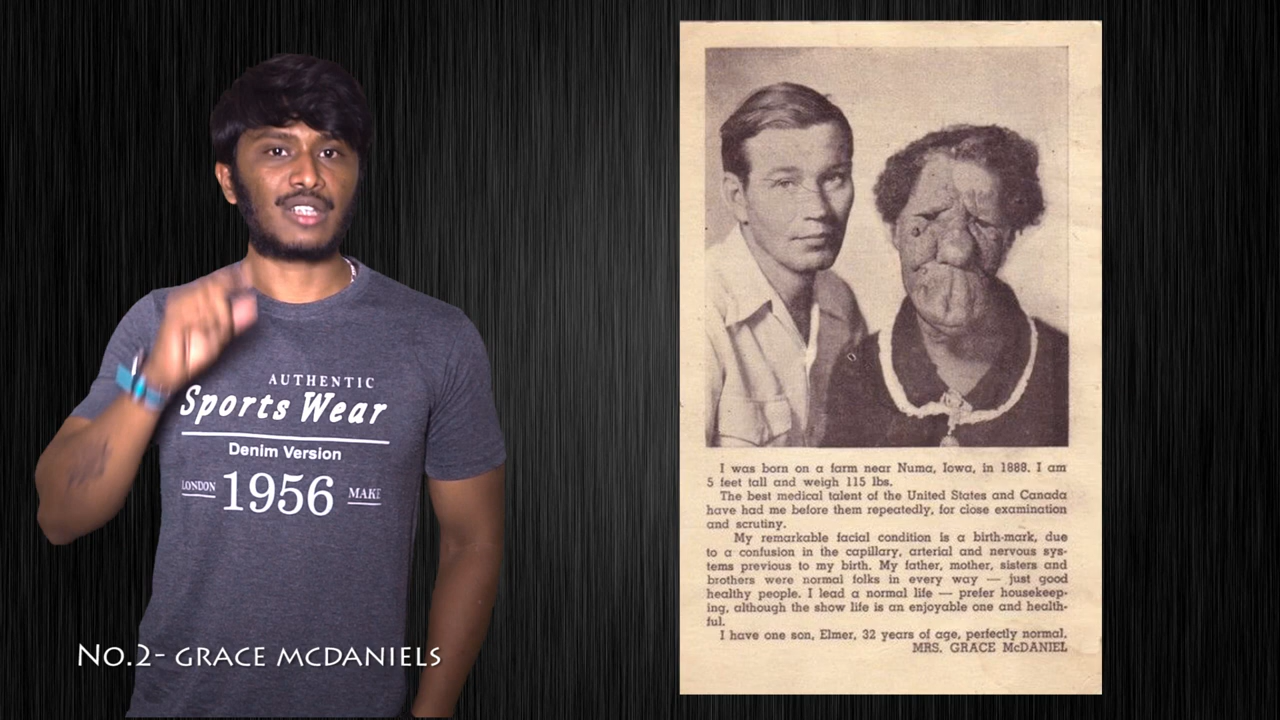 AUTHENTIC
Sports Wear
Denim Version
LONDON 1956 MAKE
No.2- GRACE MCDANIELS
I was born on a farm near Numa, Iowa, in 1888. I am
5 feet tall and weigh 115 lbs.
The best medical talent of the United States and Canada
have had me before them repeatedly, for close examination
and scrutiny.
My remarkable facial condition is a birth-mark, due
to a confusion in the capillary, arterial and nervous sys-
tems previous to my birth. My father, mother, sisters and
brothers were normal folks in every way — just good
healthy people. I lead a normal life — prefer housekeep-
ing, although the show life is an enjoyable one and health-
ful.
I have one son, Elmer, 32 years of age, perfectly normal.
MRS. GRACE McDANIEL